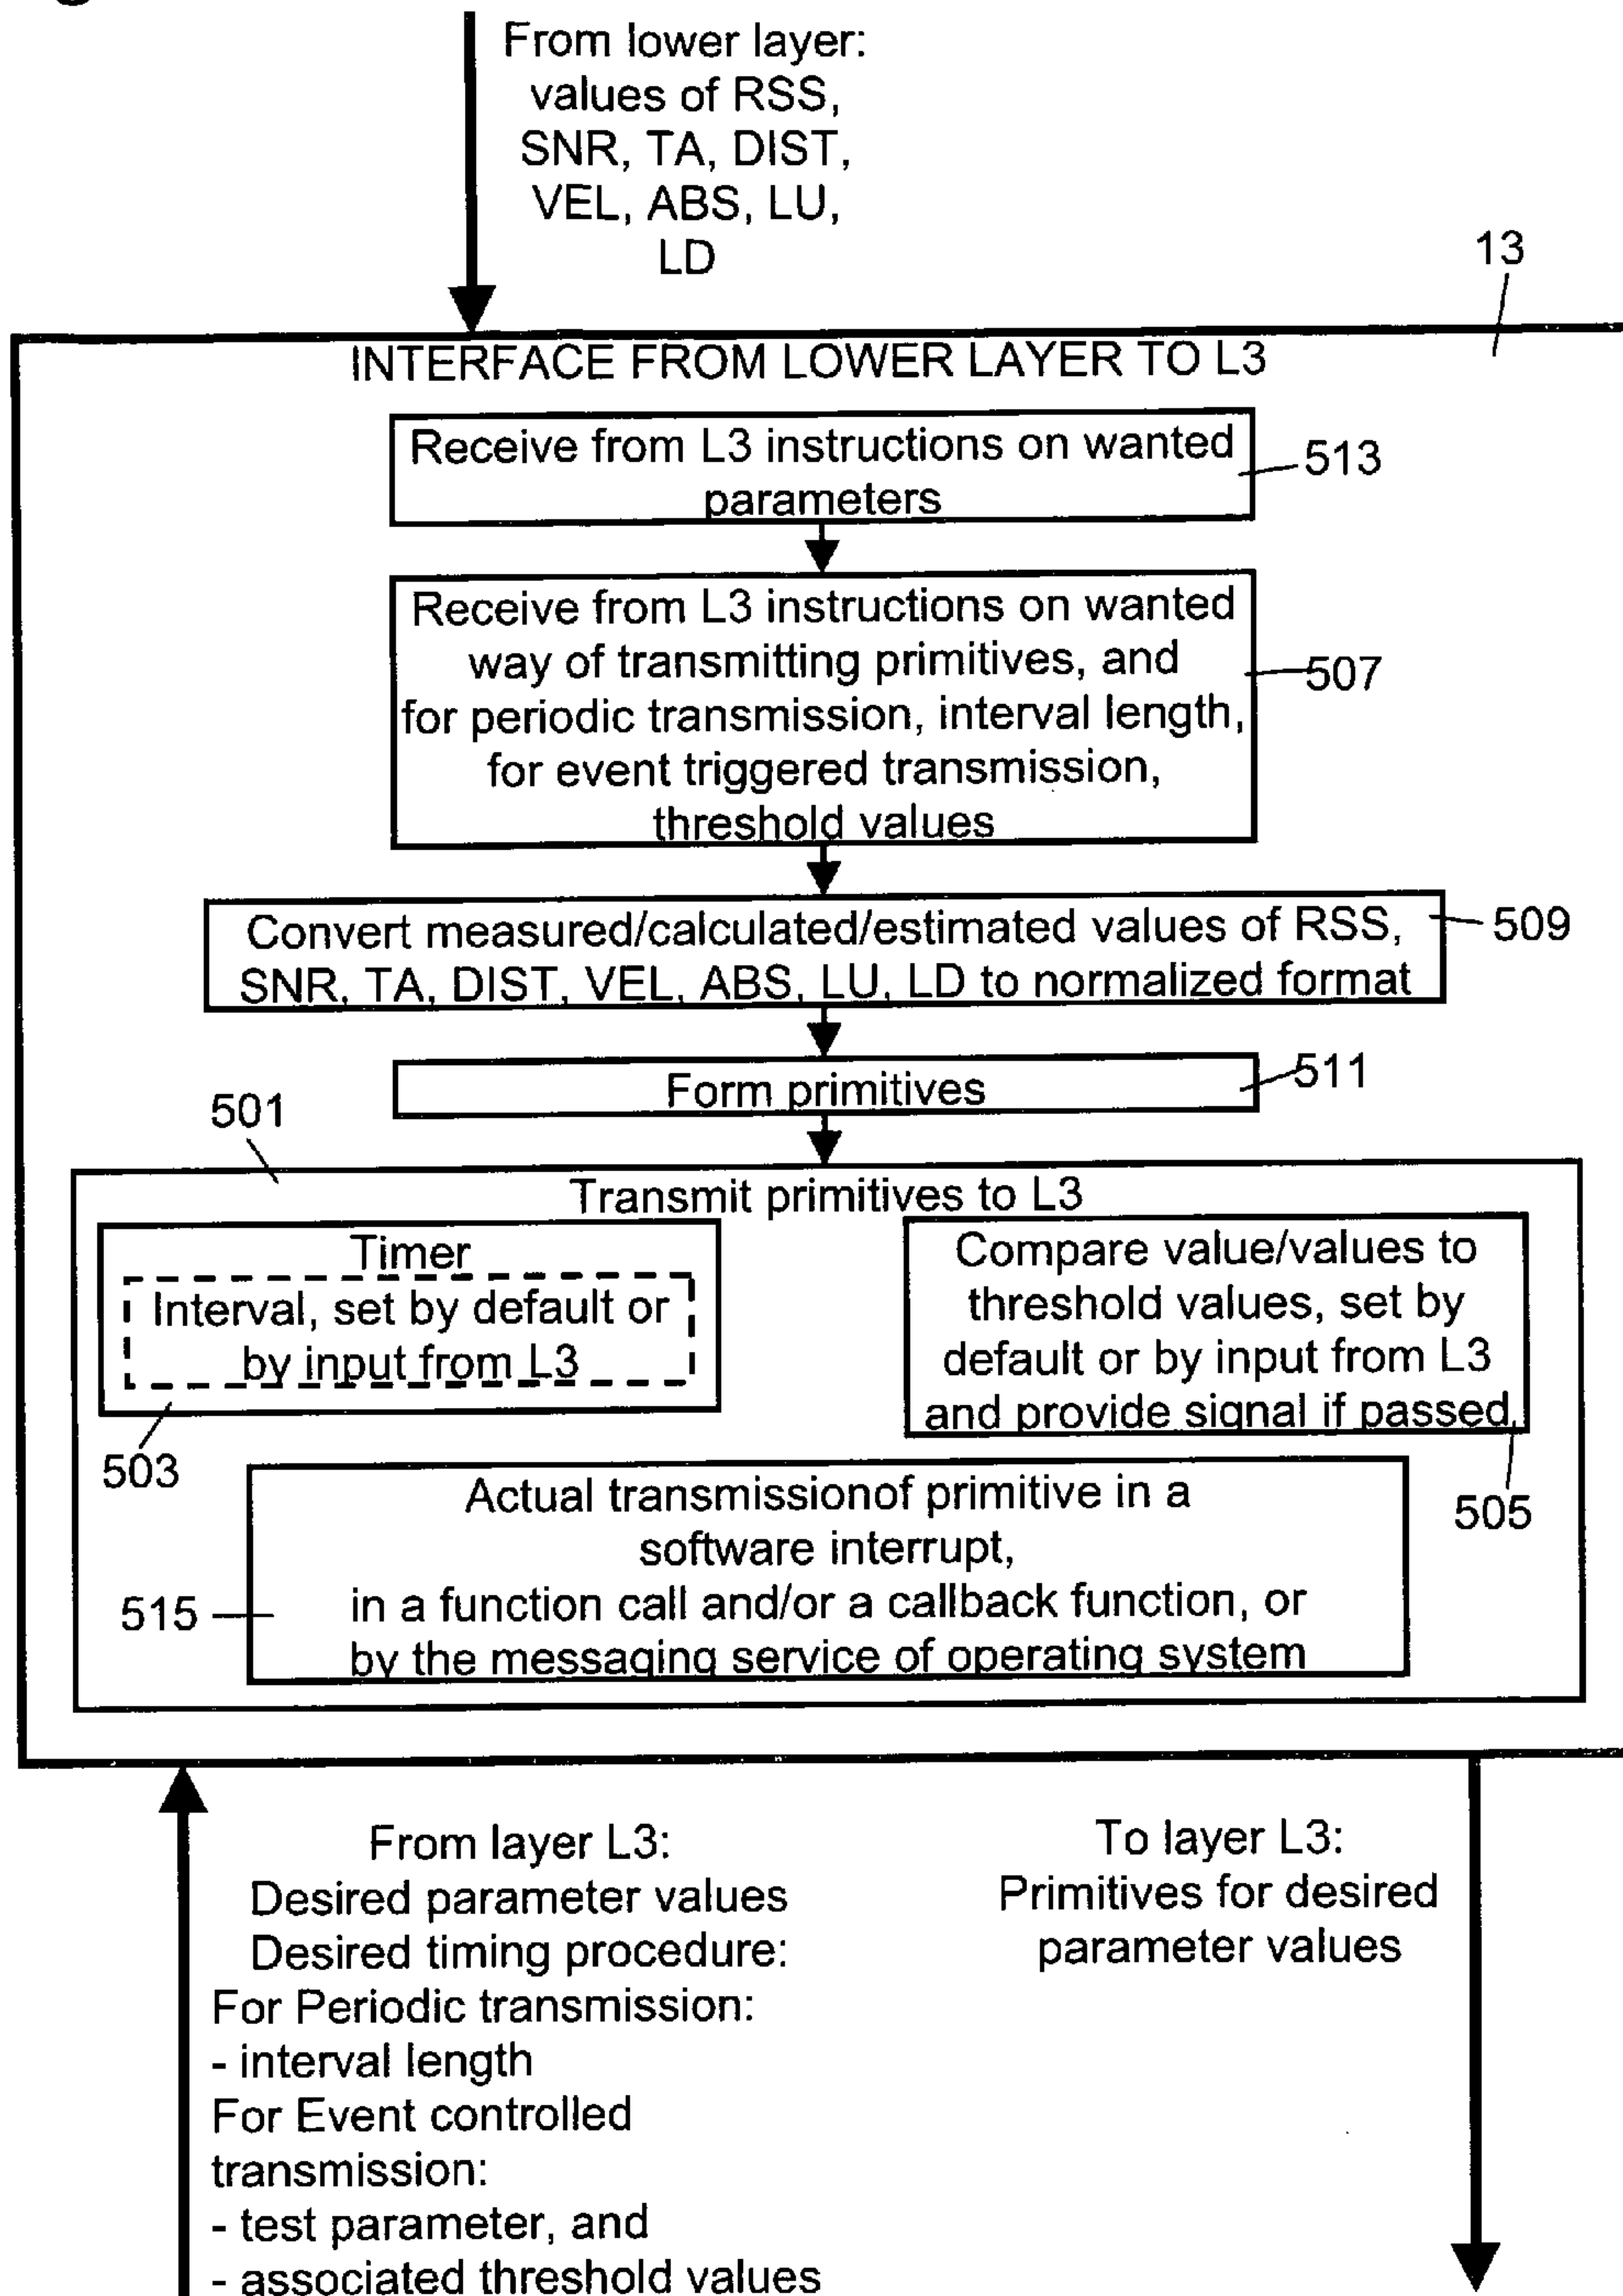 From lower layer:
values of RSS,
SNR, TA, DIST,
VEL, ABS, LU,
LD
13
INTERFACE FROM LOWER LAYER TO L3
Receive from L3 instructions on wanted
parameters
513
Receive from L3 instructions on wanted
way of transmitting primitives, and
for periodic transmission, interval length,
for event triggered transmission,
threshold values
507
Convert measured/calculated/estimated values of RSS,
SNR, TA, DIST, VEL, ABS, LU, LD to normalized format
509
Form primitives
511
501
Transmit primitives to L3
Timer
Interval, set by default or
by input from L3
503
Compare value/values to
threshold values, set by
default or by input from L3
and provide signal if passed,
505
Actual transmissionof primitive in a
software interrupt,
in a function call and/or a callback function, or
by the messaging service of operating system
515
From layer L3:
Desired parameter values
Desired timing procedure:
For Periodic transmission:
- interval length
For Event controlled
transmission:
- test parameter, and
- associated threshold values
To layer L3:
Primitives for desired
parameter values